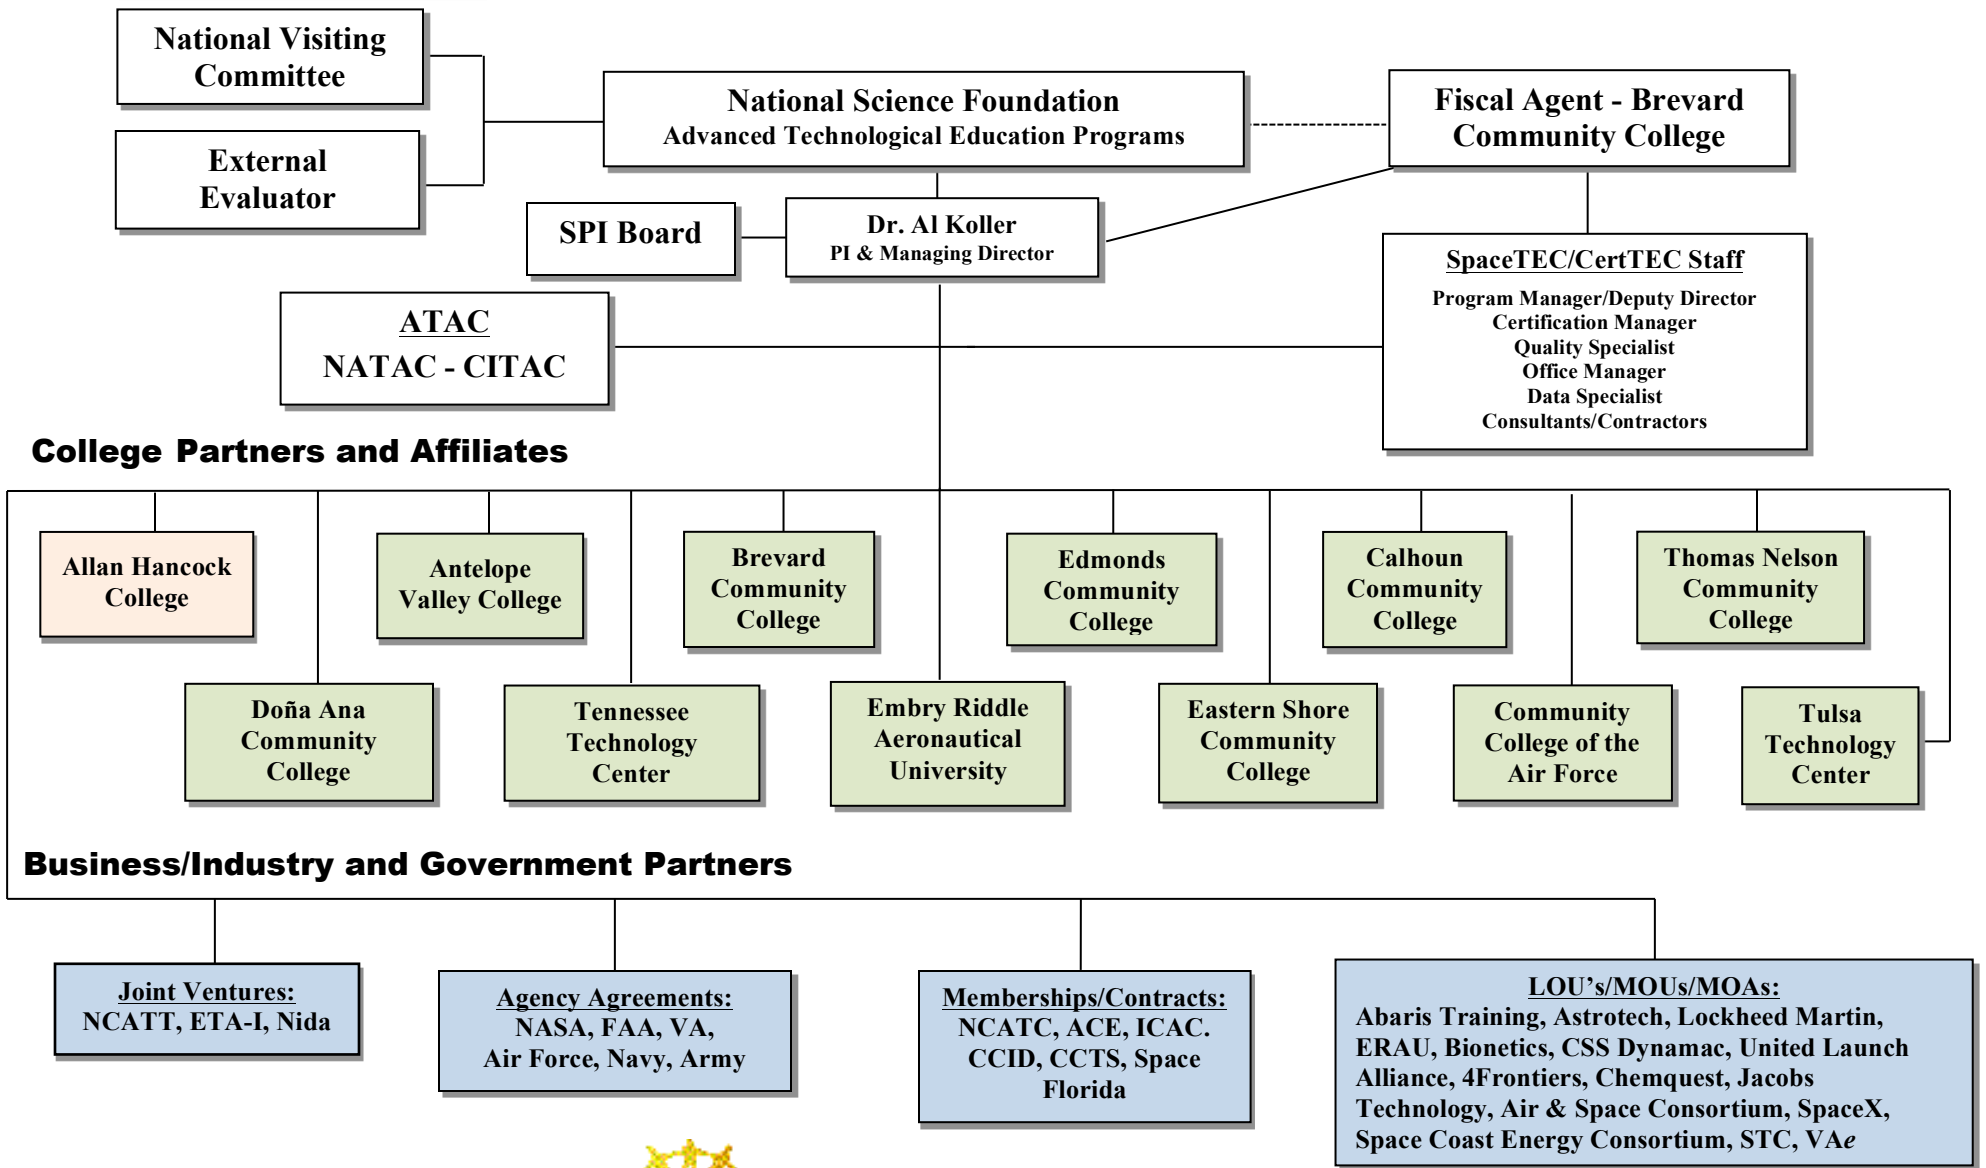 National Visiting
Committee
National Science Foundation
Advanced Technological Education Programs
Fiscal Agent - Brevard
Community College
External
Evaluator
SPI Board
Dr. Al Koller
PI & Managing Director
SpaceTEC/CertTEC Staff
Program Manager/Deputy Director
Certification Manager
Quality Specialist
Office Manager
Data Specialist
Consultants/Contractors
ATAC
NATAC - CITAC
College Partners and Affiliates
Allan Hancock
College
Antelope
Valley College
Brevard
Community
College
Edmonds
Community
College
Calhoun
Community
College
Thomas Nelson
Community
College
Doña Ana
Community
College
Tennessee
Technology
Center
Embry Riddle
Aeronautical
University
Eastern Shore
Community
College
Community
College of the
Air Force
Tulsa
Technology
Center
Business/Industry and Government Partners
Joint Ventures:
NCATT, ETA-I, Nida
Agency Agreements:
NASA, FAA, VA,
Air Force, Navy, Army
Memberships/Contracts:
NCATC, ACE, ICAC.
CCID, CCTS, Space
Florida
LOU's/MOUs/MOAs:
Abaris Training, Astrotech, Lockheed Martin,
ERAU, Bionetics, CSS Dynamac, United Launch
Alliance, 4Frontiers, Chemquest, Jacobs
Technology, Air & Space Consortium, SpaceX,
Space Coast Energy Consortium, STC, VAe